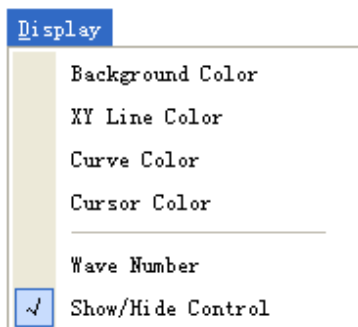 Display
Background Color
XY Line Color
Curve Color
Cursor Color
Wave Number
Show/Hide Control